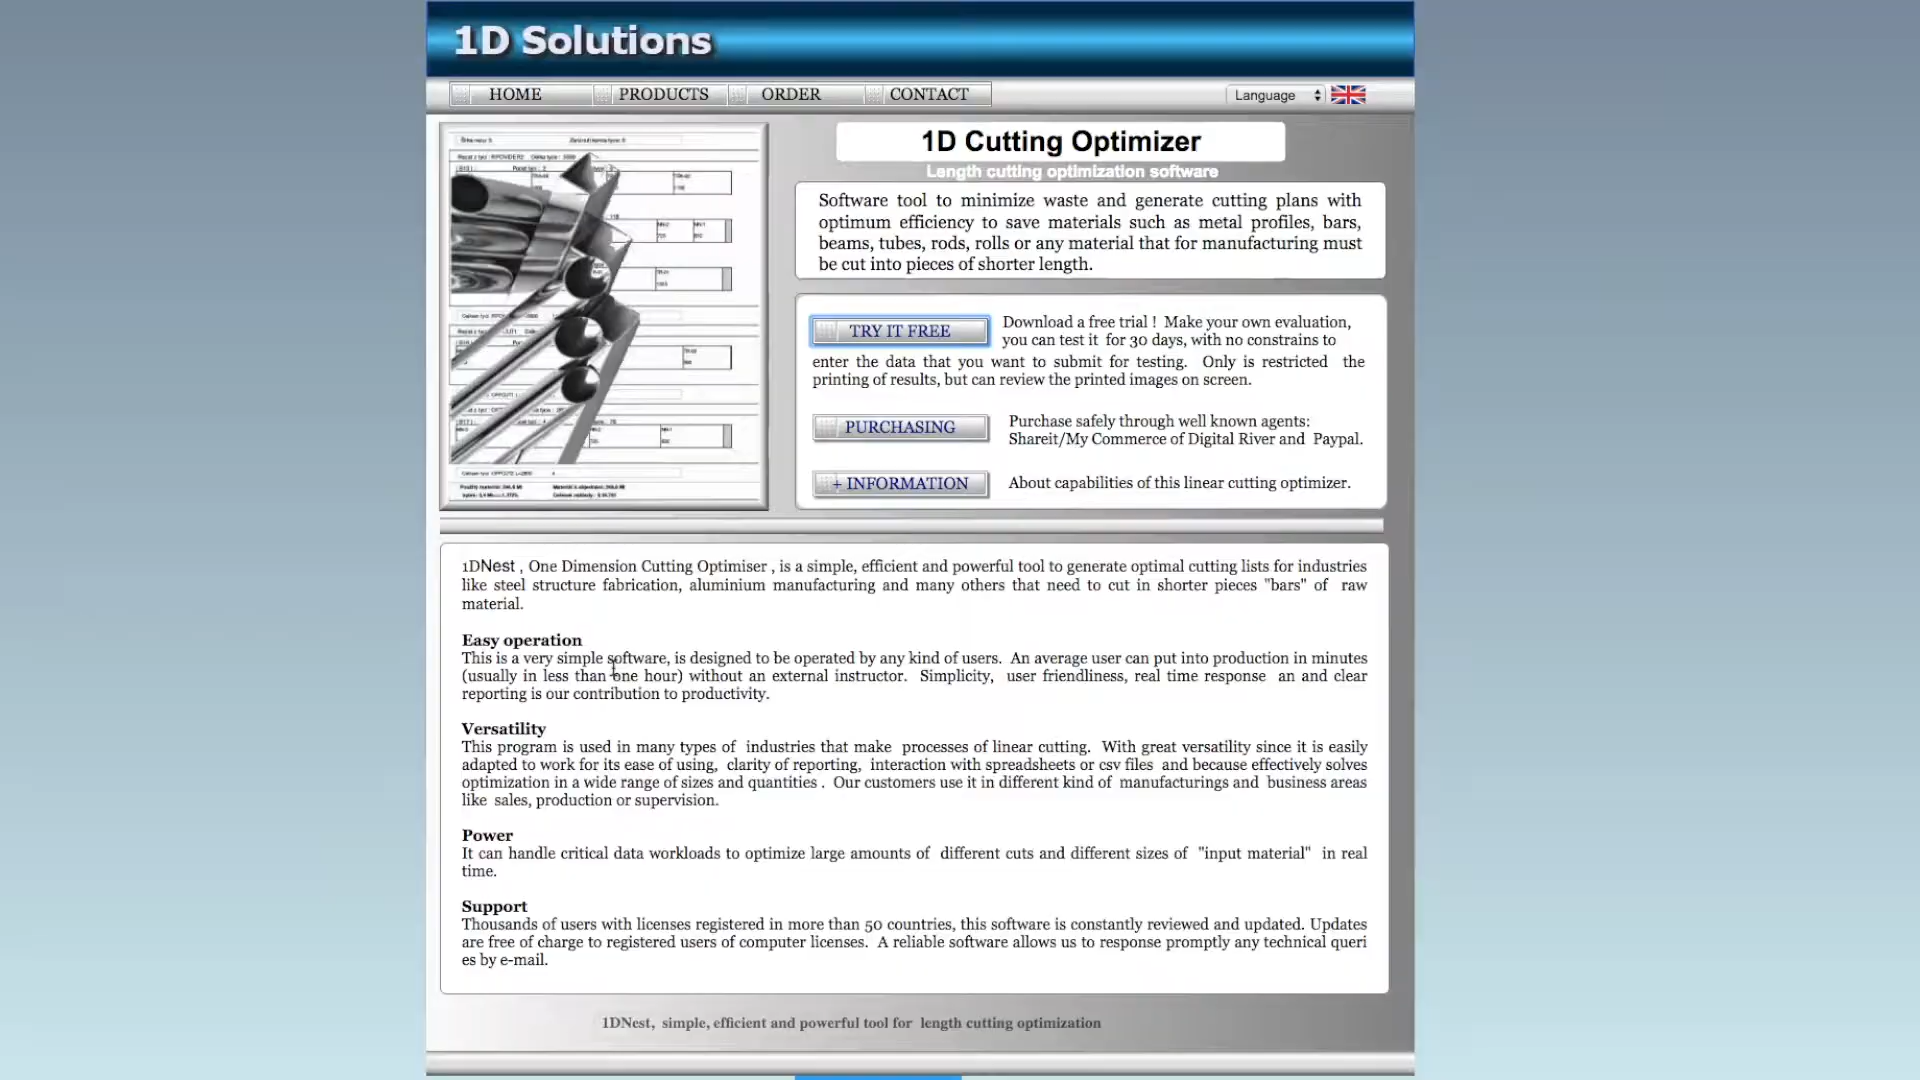 1D Solutions
HOME
PRODUCTS
ORDER
CONTACT
Language
1D Cutting Optimizer
Length cutting optimization software
Software tool to minimize waste and generate cutting plans with
optimum efficiency to save materials such as metal profiles, bars,
beams, tubes, rods, rolls or any material that for manufacturing must
be cut into pieces of shorter length.
TRY IT FREE
Download a free trial ! Make your own evaluation,
you can test it for 30 days, with no constrains to
enter the data that you want to submit for testing. Only is restricted the
printing of results, but can review the printed images on screen.
PURCHASING
Purchase safely through well known agents:
Shareit/My Commerce of Digital River and Paypal.
+ INFORMATION
About capabilities of this linear cutting optimizer.
1DNest , One Dimension Cutting Optimiser , is a simple, efficient and powerful tool to generate optimal cutting lists for industries
like steel structure fabrication, aluminium manufacturing and many others that need to cut in shorter pieces "bars" of raw
material.
Easy operation
This is a very simple software, is designed to be operated by any kind of users. An average user can put into production in minutes
(usually in less than one hour) without an external instructor. Simplicity, user friendliness, real time response an and clear
reporting is our contribution to productivity.
Versatility
This program is used in many types of industries that make processes of linear cutting. With great versatility since it is easily
adapted to work for its ease of using, clarity of reporting, interaction with spreadsheets or csv files and because effectively solves
optimization in a wide range of sizes and quantities . Our customers use it in different kind of manufacturings and business areas
like sales, production or supervision.
Power
It can handle critical data workloads to optimize large amounts of different cuts and different sizes of "input material" in real
time.
Support
Thousands of users with licenses registered in more than 50 countries, this software is constantly reviewed and updated. Updates
are free of charge to registered users of computer licenses. A reliable software allows us to response promptly any technical queri
es by e-mail.
1DNest, simple, efficient and powerful tool for length cutting optimization